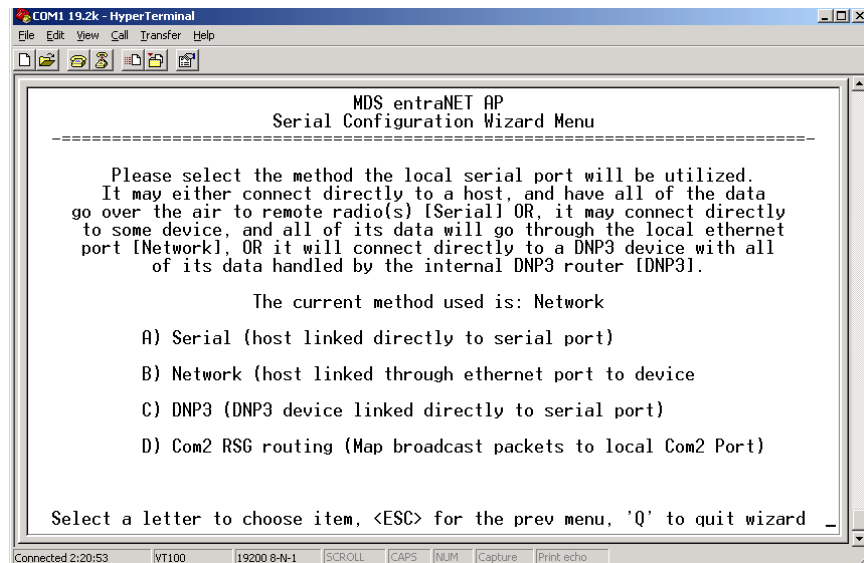 COM1 19.2k - HyperTerminal
File Edit View Call Transfer Help
MDS entraNET AP
Serial Configuration Wizard Menu
-==========================================================================-
Please select the method the local serial port will be utilized.
It may either connect directly to a host, and have all of the data
go over the air to remote radio(s) [Serial] OR, it may connect directly
to some device, and all of its data will go through the local ethernet
port [Network], OR it will connect directly to a DNP3 device with all
of its data handled by the internal DNP3 router [DNP3].
The current method used is: Network
A) Serial (host linked directly to serial port)
B) Network (host linked through ethernet port to device
C) DNP3 (DNP3 device linked directly to serial port)
D) Com2 RSG routing (Map broadcast packets to local Com2 Port)
Select a letter to choose item, <ESC> for the prev menu, 'Q' to quit wizard _
Connected 2:20:53 VT100 19200 8-N-1 SCROLL CAPS NUM Capture Print echo